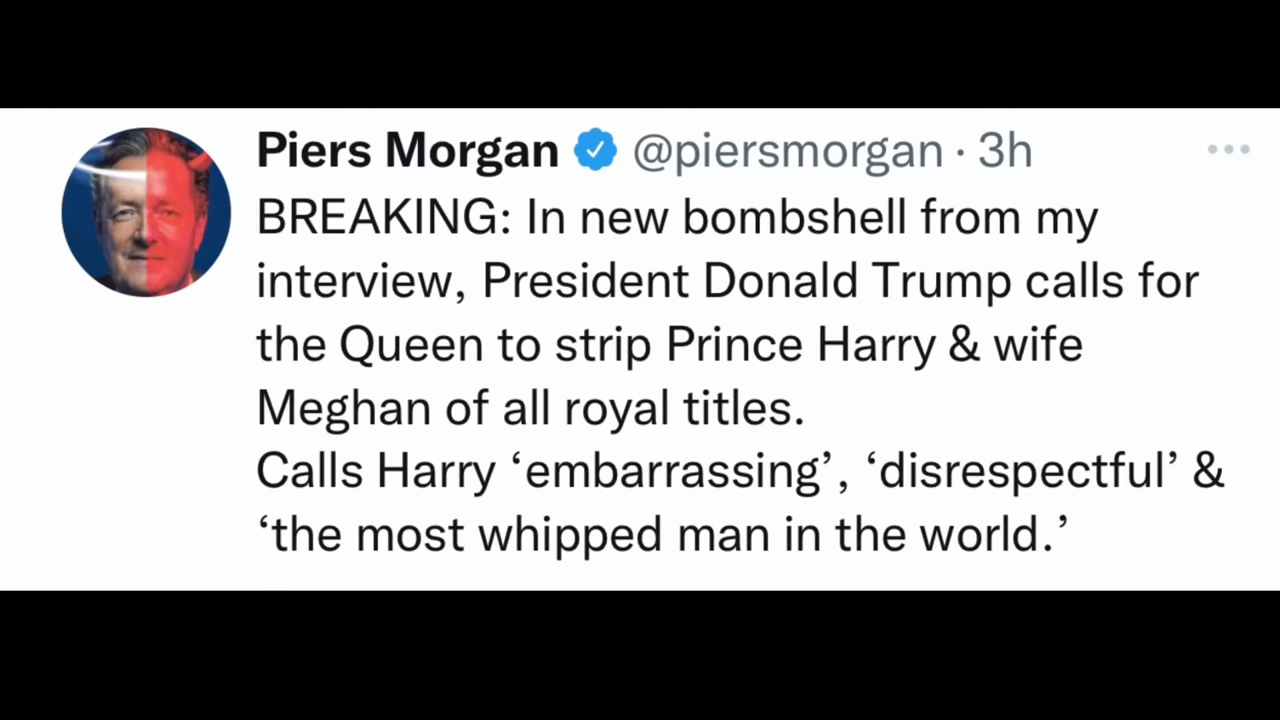 Piers Morgan @piersmorgan · 3h
BREAKING: In new bombshell from my
interview, President Donald Trump calls for
the Queen to strip Prince Harry & wife
Meghan of all royal titles.
Calls Harry ‘embarrassing’, ‘disrespectful’ &
‘the most whipped man in the world.’